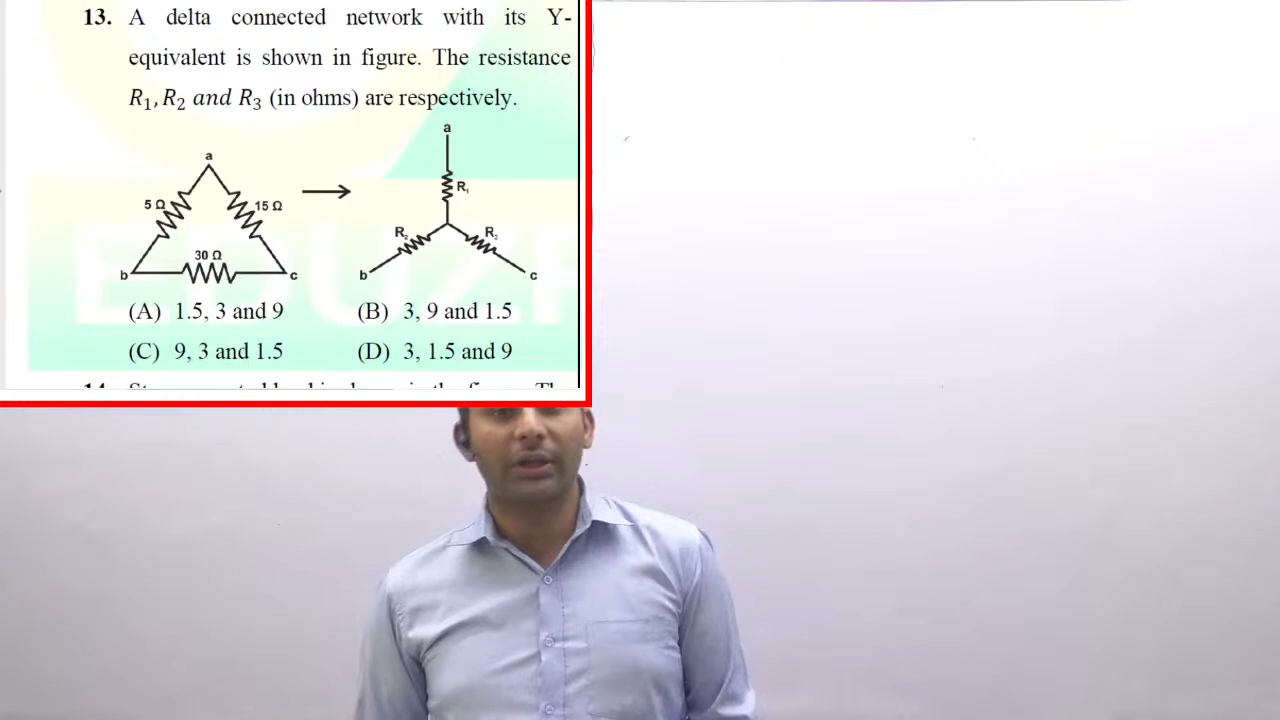 13. A delta connected network with its Y-
equivalent is shown in figure. The resistance
R₁, R₂ and R₃ (in ohms) are respectively.
a
5 Ω
15 Ω
30 Ω
b
c
a
R₁
R₂
R₃
b
c
(A) 1.5, 3 and 9
(B) 3, 9 and 1.5
(C) 9, 3 and 1.5
(D) 3, 1.5 and 9